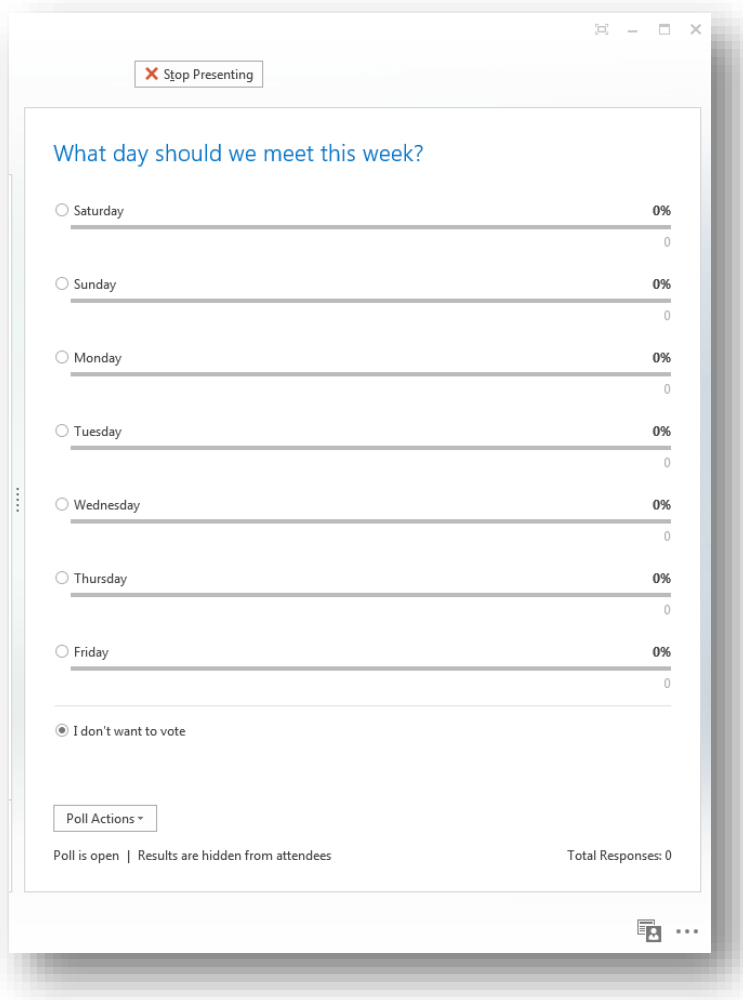 Stop Presenting
What day should we meet this week?
Saturday 0%
0
Sunday 0%
0
Monday 0%
0
Tuesday 0%
0
Wednesday 0%
0
Thursday 0%
0
Friday 0%
0
I don't want to vote
Poll Actions
Poll is open | Results are hidden from attendees Total Responses: 0